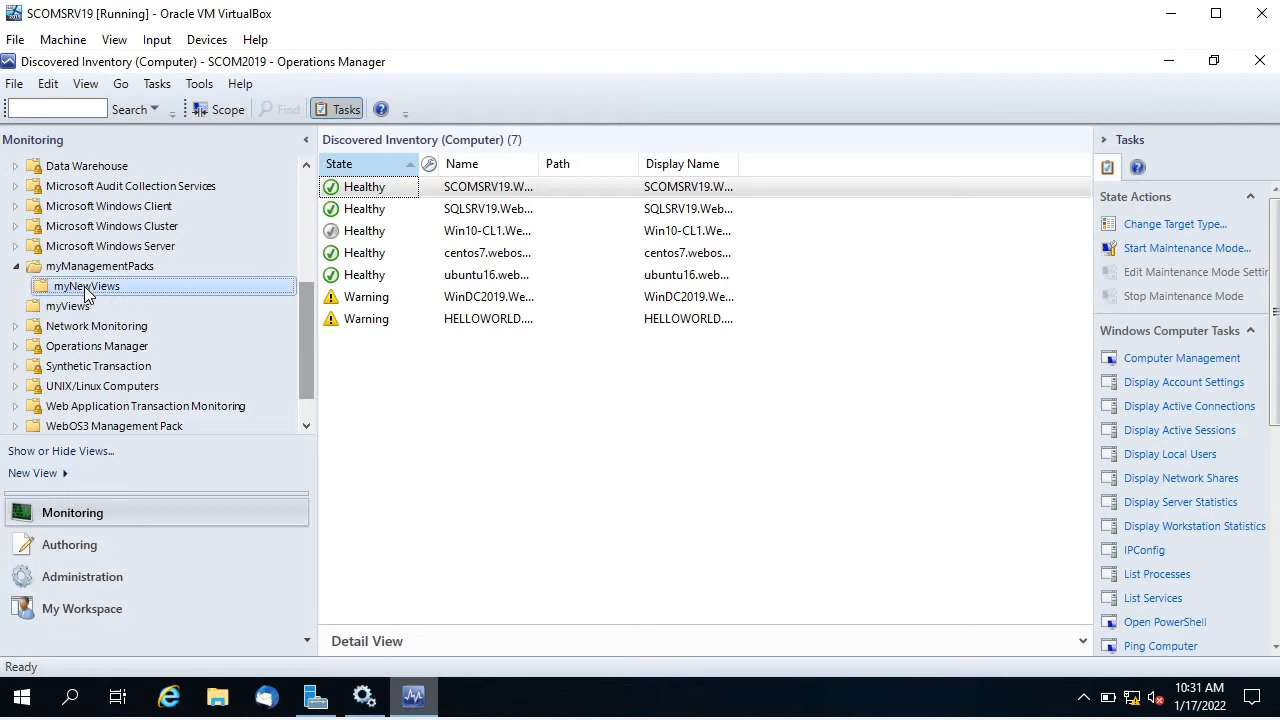 SCOMSRV19 [Running] - Oracle VM VirtualBox
File Machine View Input Devices Help
Discovered Inventory (Computer) - SCOM2019 - Operations Manager
File Edit View Go Tasks Tools Help
Search Scope Find Tasks
Monitoring
Data Warehouse
Microsoft Audit Collection Services
Microsoft Windows Client
Microsoft Windows Cluster
Microsoft Windows Server
myManagementPacks
myNewViews
myViews
Network Monitoring
Operations Manager
Synthetic Transaction
UNIX/Linux Computers
Web Application Transaction Monitoring
WebOS3 Management Pack
Show or Hide Views...
New View
Monitoring
Authoring
Administration
My Workspace
Discovered Inventory (Computer) (7)
State Name Path Display Name
Healthy SCOMSRV19.W... SCOMSRV19.W...
Healthy SQLSRV19.Web... SQLSRV19.Web...
Healthy Win10-CL1.We... Win10-CL1.We...
Healthy centos7.webos... centos7.webos...
Healthy ubuntu16.web... ubuntu16.web...
Warning WinDC2019.We... WinDC2019.We...
Warning HELLOWORLD.... HELLOWORLD....
Detail View
Tasks
State Actions
Change Target Type...
Start Maintenance Mode...
Edit Maintenance Mode Settin
Stop Maintenance Mode
Windows Computer Tasks
Computer Management
Display Account Settings
Display Active Connections
Display Active Sessions
Display Local Users
Display Network Shares
Display Server Statistics
Display Workstation Statistics
IPConfig
List Processes
List Services
Open PowerShell
Ping Computer
Ready
10:31 AM
1/17/2022